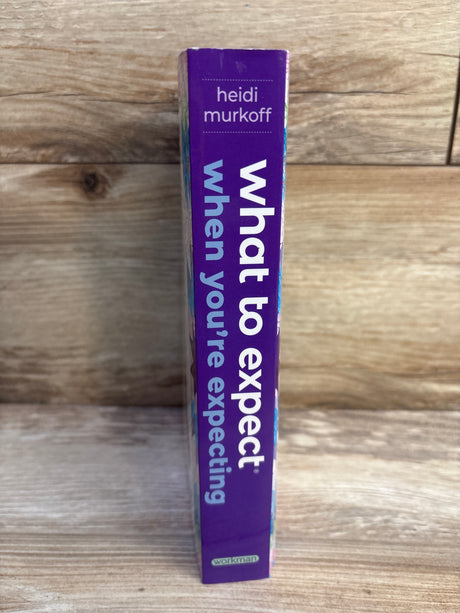 heidi
murkoff
what to expect®
when you're expecting
workman